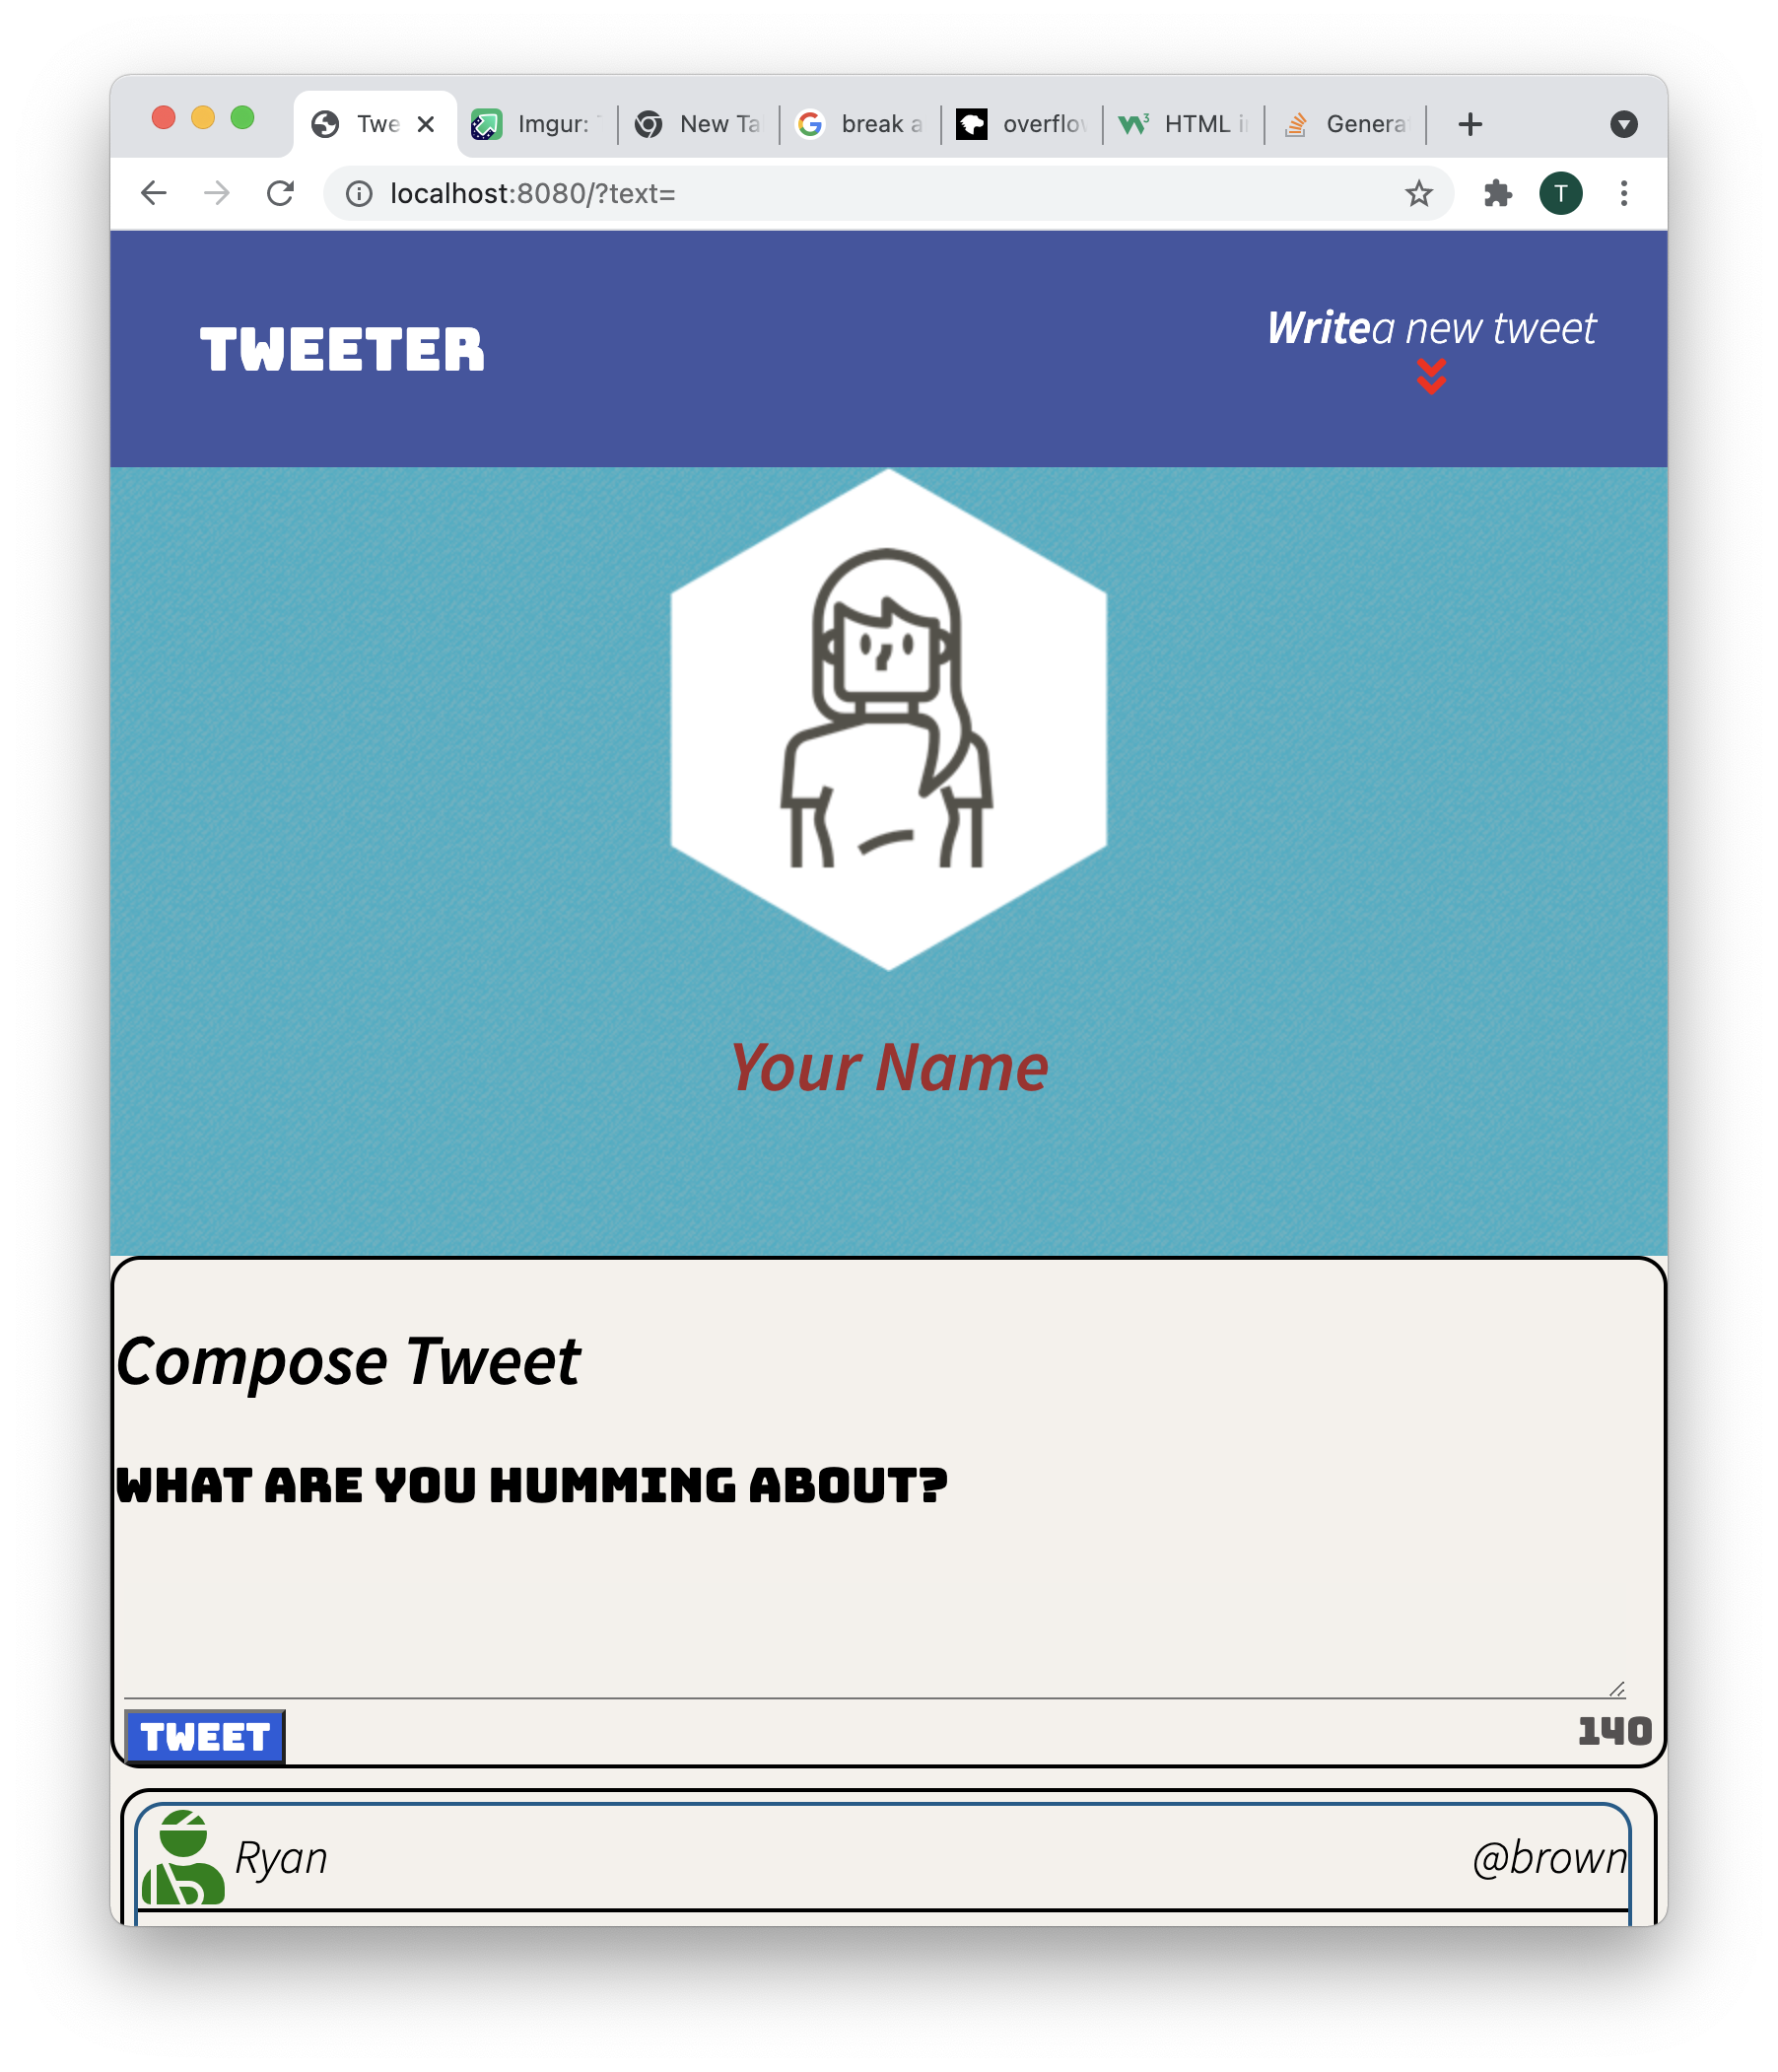 Twe
Imgur:
New Ta
break a
overflo
HTML i
Genera
localhost:8080/?text=
T
TWEETER
Writea new tweet
Your Name
Compose Tweet
WHAT ARE YOU HUMMING ABOUT?
TWEET
140
Ryan
@brown